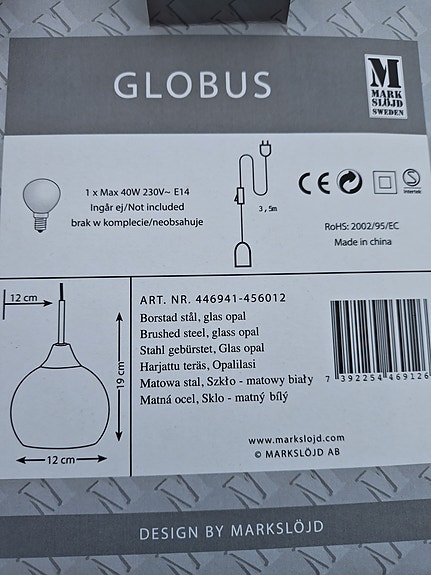 GLOBUS
M
MARK
SLÖJD
SWEDEN
1 x Max 40W 230V~ E14
Ingår ej/Not included
brak w komplecie/neobsahuje
3,5m
CE
S
Intertek
RoHS: 2002/95/EC
Made in china
12 cm
19 cm
12 cm
ART. NR. 446941-456012
Borstad stål, glas opal
Brushed steel, glass opal
Stahl gebürstet, Glas opal
Harjattu teräs, Opalilasi
Matowa stal, Szkło - matowy biały
Matná ocel, Sklo - matný bílý
7 392254 469126
www.markslojd.com
© MARKSLÖJD AB
DESIGN BY MARKSLÖJD